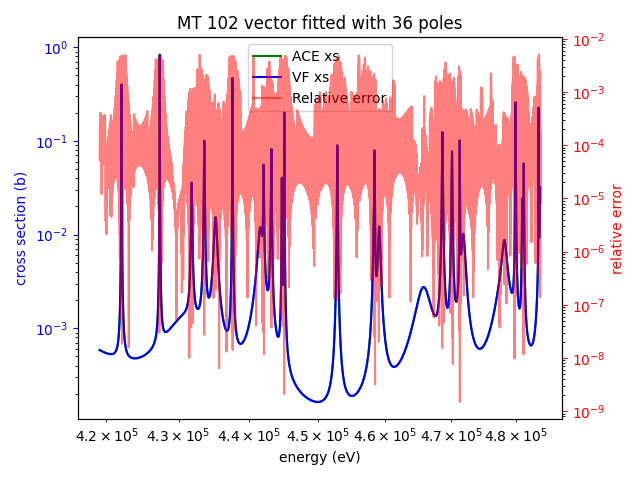 MT 102 vector fitted with 36 poles
ACE xs
VF xs
Relative error
10⁰
10⁻¹
10⁻²
10⁻³
cross section (b)
10⁻²
10⁻³
10⁻⁴
10⁻⁵
10⁻⁶
10⁻⁷
10⁻⁸
10⁻⁹
relative error
4.2 × 10⁵ 4.3 × 10⁵ 4.4 × 10⁵ 4.5 × 10⁵ 4.6 × 10⁵ 4.7 × 10⁵ 4.8 × 10⁵
energy (eV)